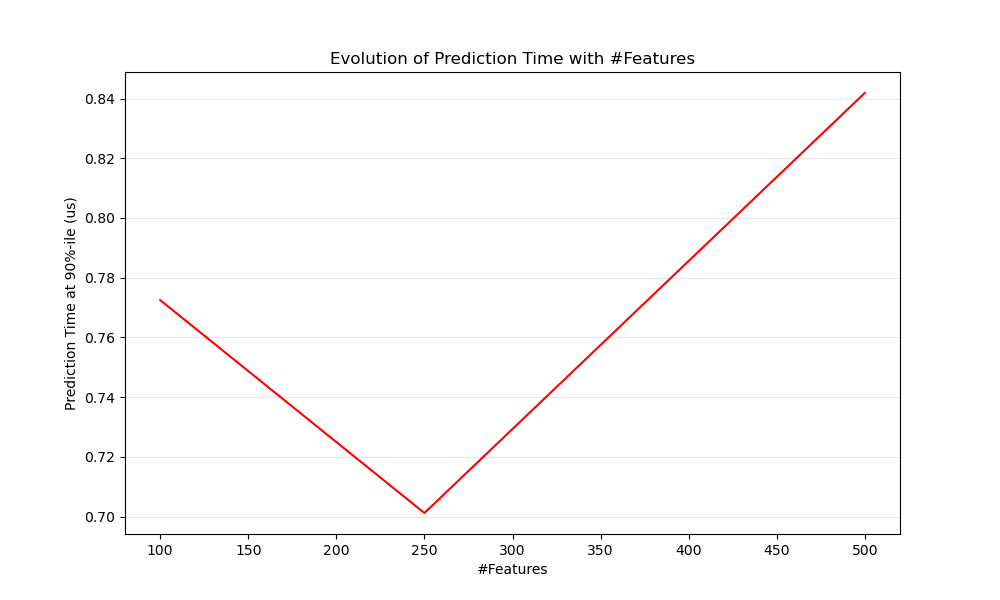 Evolution of Prediction Time with #Features
Prediction Time at 90%-ile (us)
0.84
0.82
0.80
0.78
0.76
0.74
0.72
0.70
100 150 200 250 300 350 400 450 500
#Features